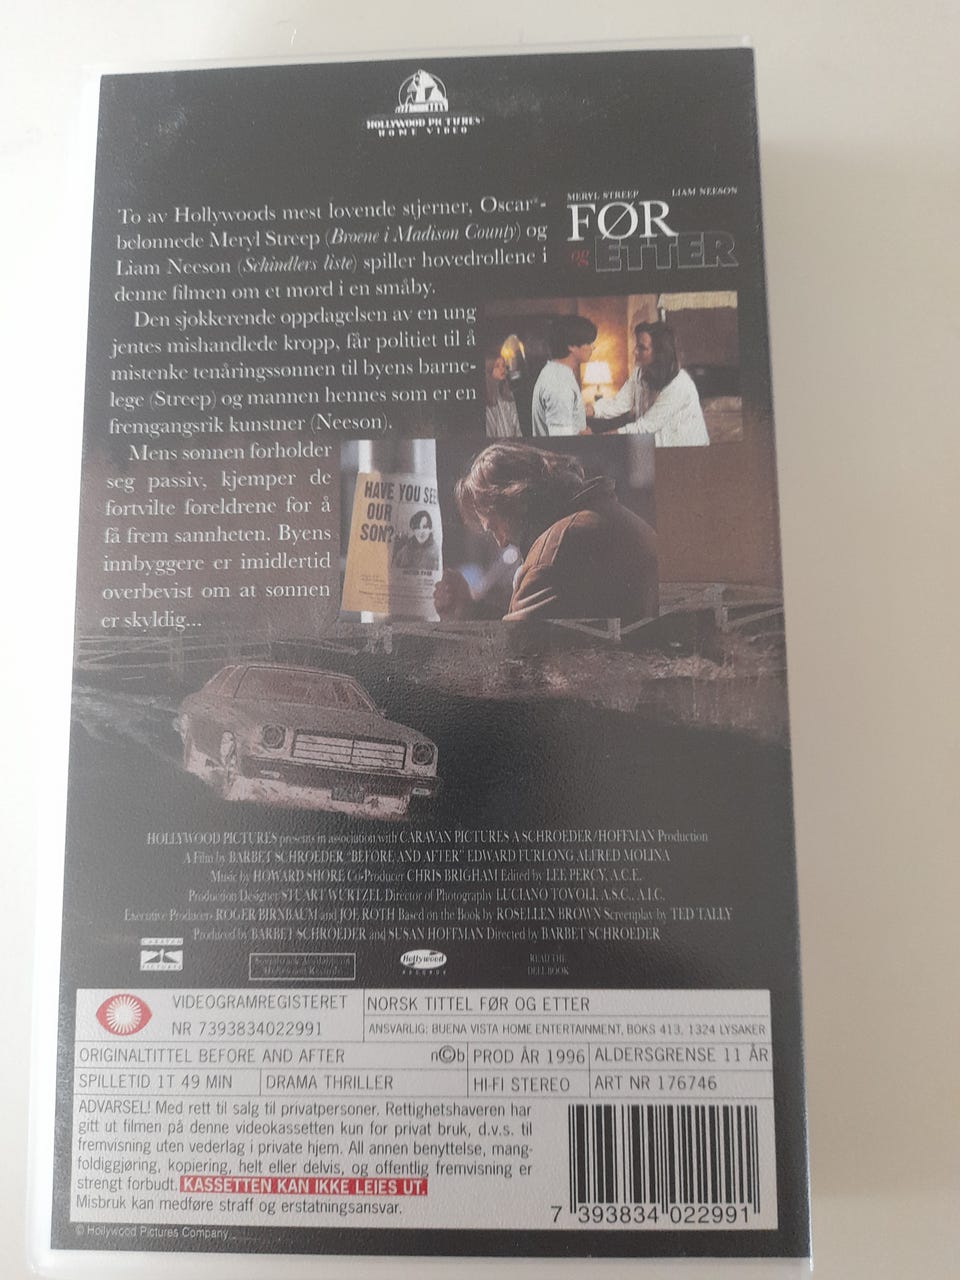 HOLLYWOOD PICTURES
HOME VIDEO
MERYL STREEP LIAM NEESON
FØR
og ETTER
To av Hollywoods mest lovende stjerner, Oscar®-
belønnede Meryl Streep (Broene i Madison County) og
Liam Neeson (Schindlers liste) spiller hovedrollene i
denne filmen om et mord i en småby.
Den sjokkerende oppdagelsen av en ung
jentes mishandlede kropp, får politiet til å
mistenke tenåringssønnen til byens barne-
lege (Streep) og mannen hennes som er en
fremgangsrik kunstner (Neeson).
Mens sønnen forholder
seg passiv, kjemper de
fortvilte foreldrene for å
få frem sannheten. Byens
innbyggere er imidlertid
overbevist om at sønnen
er skyldig...
HAVE YOU SEE
OUR
SON?
HOLLYWOOD PICTURES presents in association with CARAVAN PICTURES A SCHROEDER/HOFFMAN Production
A Film by BARBET SCHROEDER "BEFORE AND AFTER" EDWARD FURLONG ALFRED MOLINA
Music by HOWARD SHORE Co-Producer CHRIS BRIGHAM Edited by LEE PERCY, A.C.E.
Production Designer STUART WURTZEL Director of Photography LUCIANO TOVOLI A.S.C., A.I.C.
Executive Producers ROGER BIRNBAUM and JOE ROTH Based on the Book by ROSELLEN BROWN Screenplay by TED TALLY
Produced by BARBET SCHROEDER and SUSAN HOFFMAN Directed by BARBET SCHROEDER
CARAVAN
PICTURES
Hollywood
RECORDS
READ THE
DELL BOOK
VIDEOGRAMREGISTERET
NR 7393834022991
NORSK TITTEL FØR OG ETTER
ANSVARLIG: BUENA VISTA HOME ENTERTAINMENT, BOKS 413, 1324 LYSAKER
ORIGINALTITTEL BEFORE AND AFTER n©b PROD ÅR 1996 ALDERSGRENSE 11 ÅR
SPILLETID 1T 49 MIN DRAMA THRILLER HI-FI STEREO ART NR 176746
ADVARSEL! Med rett til salg til privatpersoner. Rettighetshaveren har
gitt ut filmen på denne videokassetten kun for privat bruk, d.v.s. til
fremvisning uten vederlag i private hjem. All annen benyttelse, mang-
foldiggjøring, kopiering, helt eller delvis, og offentlig fremvisning er
strengt forbudt. KASSETTEN KAN IKKE LEIES UT.
Misbruk kan medføre straff og erstatningsansvar.
7 393834 022991
© Hollywood Pictures Company